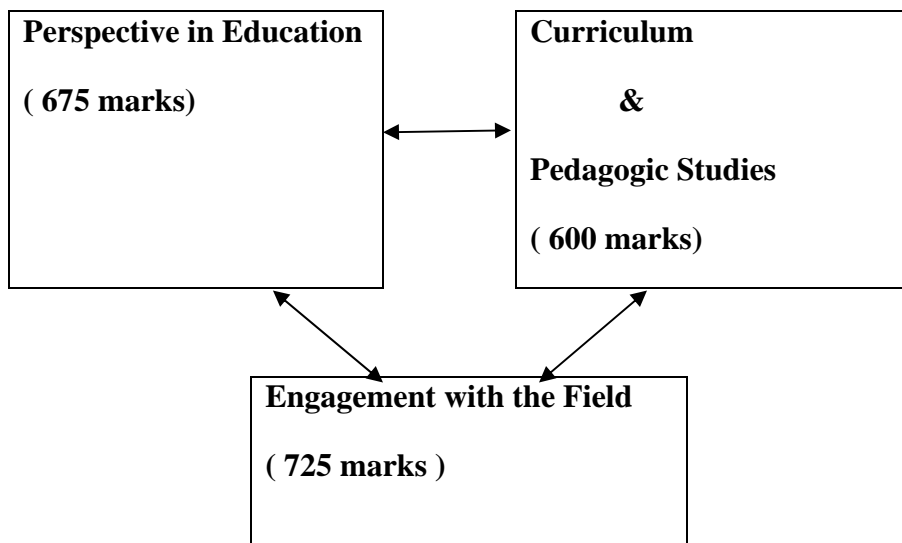 Perspective in Education
( 675 marks)
Curriculum
&
Pedagogic Studies
( 600 marks)
Engagement with the Field
( 725 marks )